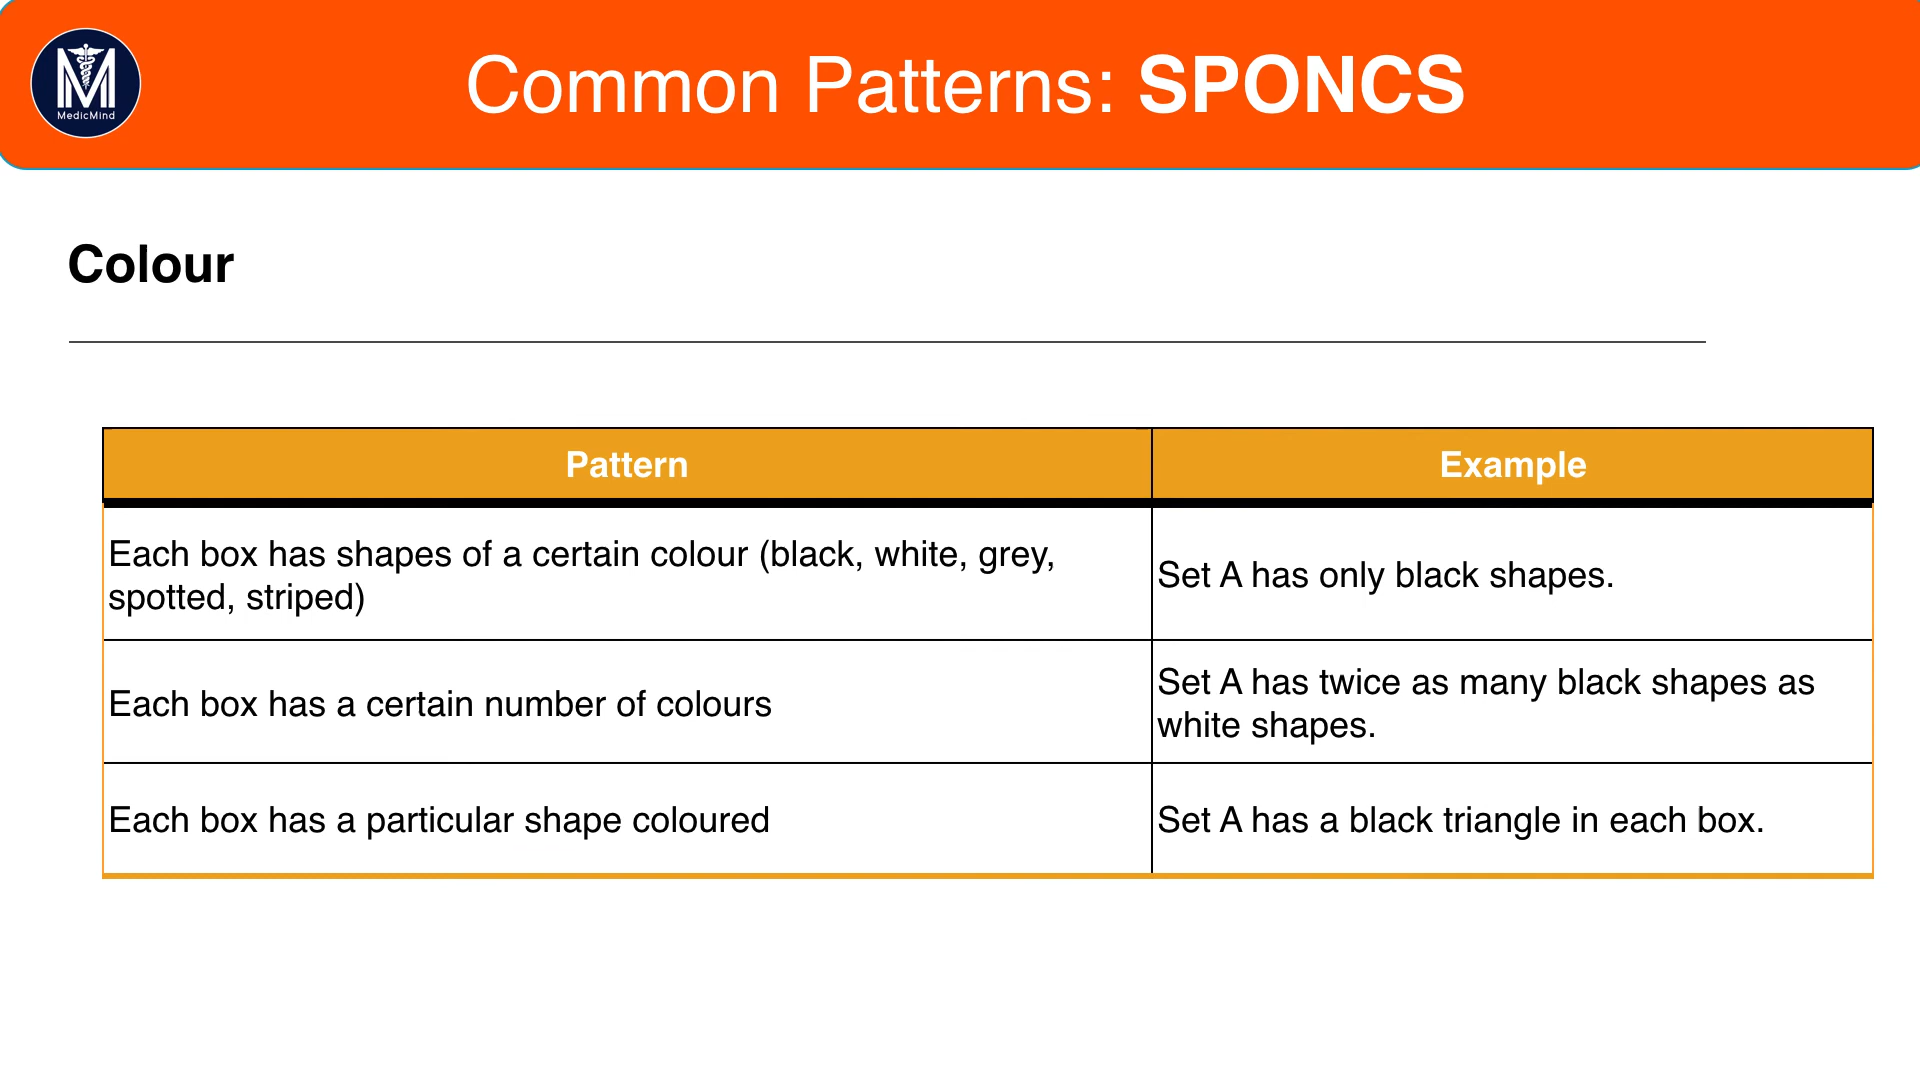 MedicMind
Common Patterns: SPONCS
Colour
Pattern
Example
Each box has shapes of a certain colour (black, white, grey,
spotted, striped)
Set A has only black shapes.
Each box has a certain number of colours
Set A has twice as many black shapes as
white shapes.
Each box has a particular shape coloured
Set A has a black triangle in each box.